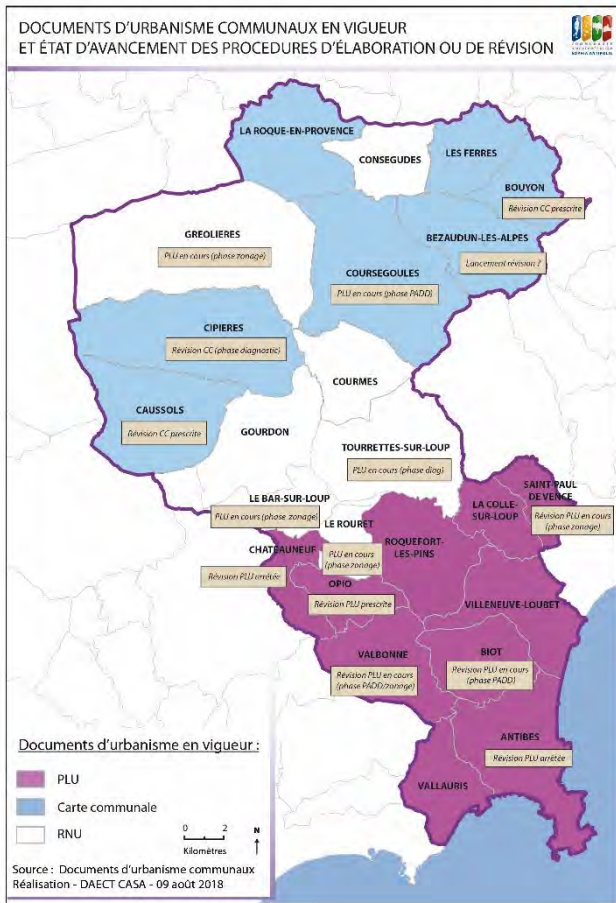 DOCUMENTS D'URBANISME COMMUNAUX EN VIGUEUR
ET ÉTAT D'AVANCEMENT DES PROCEDURES D'ÉLABORATION OU DE RÉVISION
LA ROQUE-EN-PROVENCE
CONSEGUDES
LES FERRES
BOUYON
Révision CC prescrite
GREOLIERES
PLU en cours (phase zonage)
BEZAUDUN-LES-ALPES
Lancement révision ?
COURSEGOULES
PLU en cours (phase PADD)
CIPIERES
Révision CC (phase diagnostic)
COURMES
CAUSSOLS
Révision CC prescrite
GOURDON
TOURRETTES-SUR-LOUP
PLU en cours (phase diag)
SAINT-PAUL
DE VENCE
Révision PLU en cours
(phase zonage)
LA COLLE-
SUR-LOUP
LE BAR-SUR-LOUP
PLU en cours (phase zonage)
LE ROURET
PLU en cours
(phase zonage)
ROQUEFORT-
LES-PINS
CHATEAUNEUF
Révision PLU arrêtée
OPIO
Révision PLU prescrite
VILLENEUVE-LOUBET
VALBONNE
Révision PLU en cours
(phase PADD/zonage)
BIOT
Révision PLU en cours
(phase PADD)
ANTIBES
Révision PLU arrêtée
VALLAURIS
Documents d'urbanisme en vigueur :
PLU
Carte communale
RNU
0 2
Kilomètres
N
Source : Documents d'urbanisme communaux
Réalisation - DAECT CASA - 09 août 2018